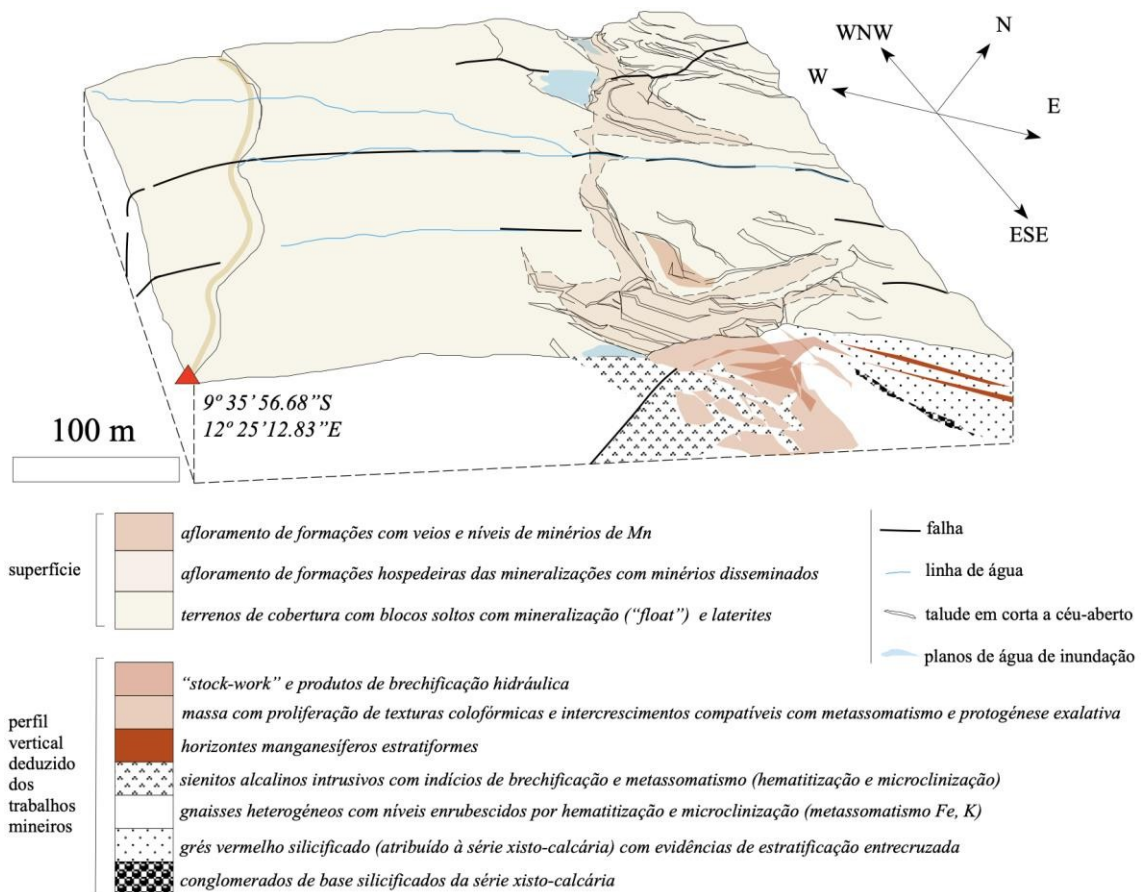 N
WNW
W
E
ESE
9º 35’ 56.68”S
12º 25’12.83”E
100 m
superfície
afloramento de formações com veios e níveis de minérios de Mn
afloramento de formações hospedeiras das mineralizações com minérios disseminados
terrenos de cobertura com blocos soltos com mineralização (“float”) e laterites
falha
linha de água
talude em corta a céu-aberto
planos de água de inundação
perfil
vertical
deduzido
dos
trabalhos
mineiros
“stock-work” e produtos de brechificação hidráulica
massa com proliferação de texturas colofórmicas e intercrescimentos compatíveis com metassomatismo e protogénese exalativa
horizontes manganesíferos estratiformes
sienitos alcalinos intrusivos com indícios de brechificação e metassomatismo (hematitização e microclinização)
gnaisses heterogéneos com níveis enrubescidos por hematitização e microclinização (metassomatismo Fe, K)
grés vermelho silicificado (atribuído à série xisto-calcária) com evidências de estratificação entrecruzada
conglomerados de base silicificados da série xisto-calcária